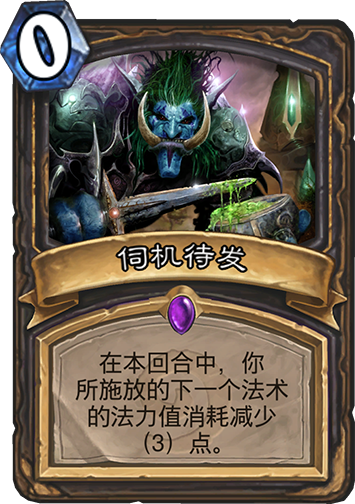 0
伺机待发
在本回合中，你
所施放的下一个法术
的法力值消耗减少
（3）点。